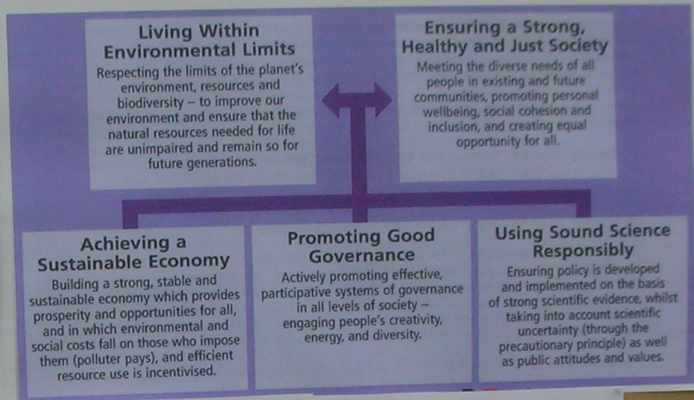 Living Within
Environmental Limits
Respecting the limits of the planet's
environment, resources and
biodiversity – to improve our
environment and ensure that the
natural resources needed for life
are unimpaired and remain so for
future generations.
Ensuring a Strong,
Healthy and Just Society
Meeting the diverse needs of all
people in existing and future
communities, promoting personal
wellbeing, social cohesion and
inclusion, and creating equal
opportunity for all.
Achieving a
Sustainable Economy
Building a strong, stable and
sustainable economy which provides
prosperity and opportunities for all,
and in which environmental and
social costs fall on those who impose
them (polluter pays), and efficient
resource use is incentivised.
Promoting Good
Governance
Actively promoting effective,
participative systems of governance
in all levels of society –
engaging people's creativity,
energy, and diversity.
Using Sound Science
Responsibly
Ensuring policy is developed
and implemented on the basis
of strong scientific evidence, whilst
taking into account scientific
uncertainty (through the
precautionary principle) as well
as public attitudes and values.